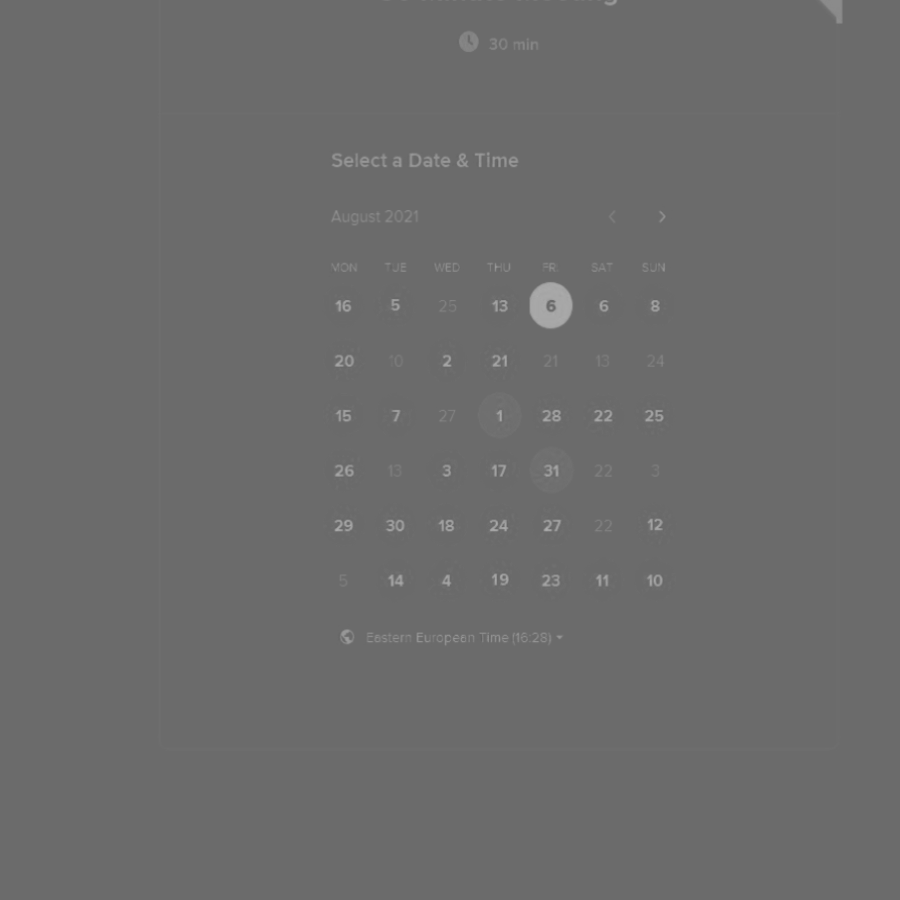 30 min
Select a Date & Time
August 2021
MON TUE WED THU FRI SAT SUN
16 5 25 13 6 6 8
20 10 2 21 21 13 24
15 7 27 1 28 22 25
26 13 3 17 31 22 3
29 30 18 24 27 22 12
5 14 4 19 23 11 10
Eastern European Time (16:28)